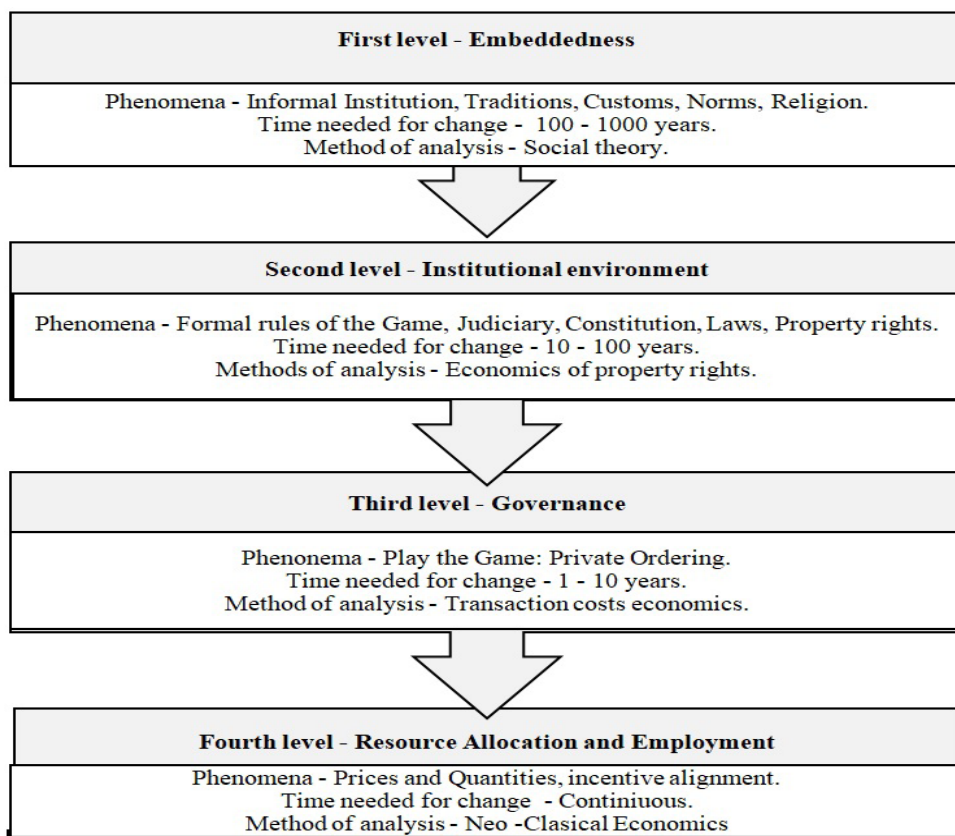 First level - Embeddedness
Phenomena - Informal Institution, Traditions, Customs, Norms, Religion.
Time needed for change - 100 - 1000 years.
Method of analysis - Social theory.
Second level - Institutional environment
Phenomena - Formal rules of the Game, Judiciary, Constitution, Laws, Property rights.
Time needed for change - 10 - 100 years.
Methods of analysis - Economics of property rights.
Third level - Governance
Phenonema - Play the Game: Private Ordering.
Time needed for change - 1 - 10 years.
Method of analysis - Transaction costs economics.
Fourth level - Resource Allocation and Employment
Phenomena - Prices and Quantities, incentive alignment.
Time needed for change - Continiuous.
Method of analysis - Neo -Clasical Economics